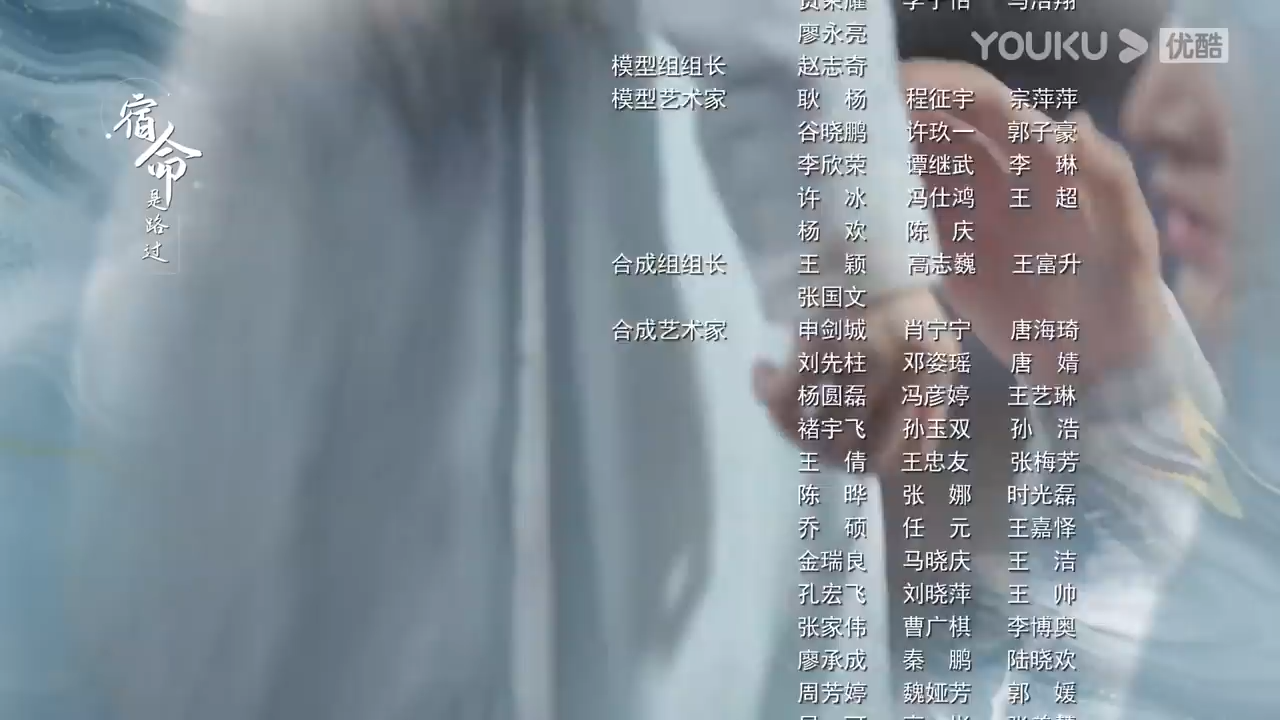 YOUKU 优酷
宿命
是路过
廖永亮
模型组组长 赵志奇
模型艺术家 耿 杨 程征宇 宗萍萍
谷晓鹏 许玖一 郭子豪
李欣荣 谭继武 李 琳
许 冰 冯仕鸿 王 超
杨 欢 陈 庆
合成组组长 王 颖 高志巍 王富升
张国文
合成艺术家 申剑城 肖宁宁 唐海琦
刘先柱 邓姿瑶 唐 婧
杨圆磊 冯彦婷 王艺琳
褚宇飞 孙玉双 孙 浩
王 倩 王忠友 张梅芳
陈 晔 张 娜 时光磊
乔 硕 任 元 王嘉怿
金瑞良 马晓庆 王 洁
孔宏飞 刘晓萍 王 帅
张家伟 曹广棋 李博奥
廖承成 秦 鹏 陆晓欢
周芳婷 魏娅芳 郭 媛